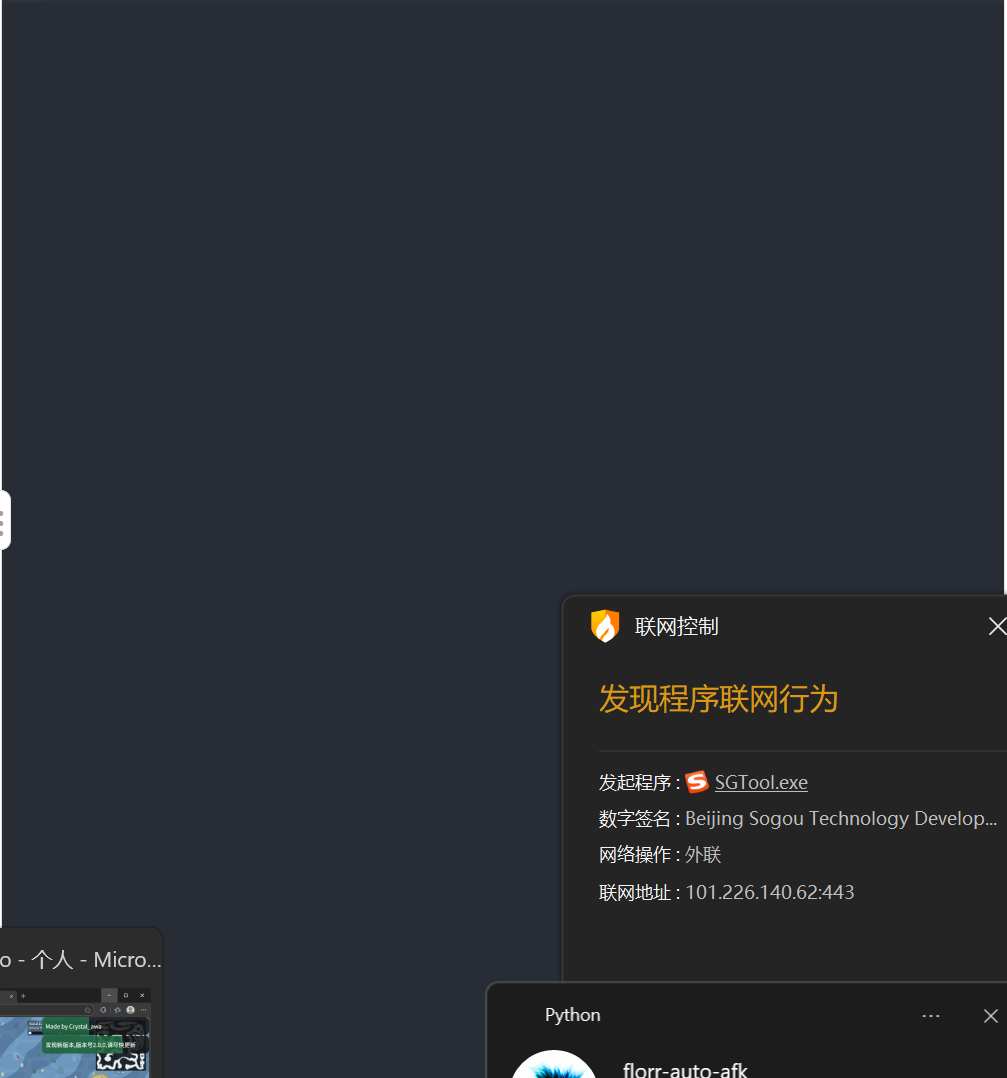 联网控制
发现程序联网行为
发起程序 : SGTool.exe
数字签名 : Beijing Sogou Technology Develop...
网络操作 : 外联
联网地址 : 101.226.140.62:443
o - 个人 - Micro...
Made by Crystal_awa
发现新版本,版本号2.0.0,请尽快更新
Python
florr-auto-afk